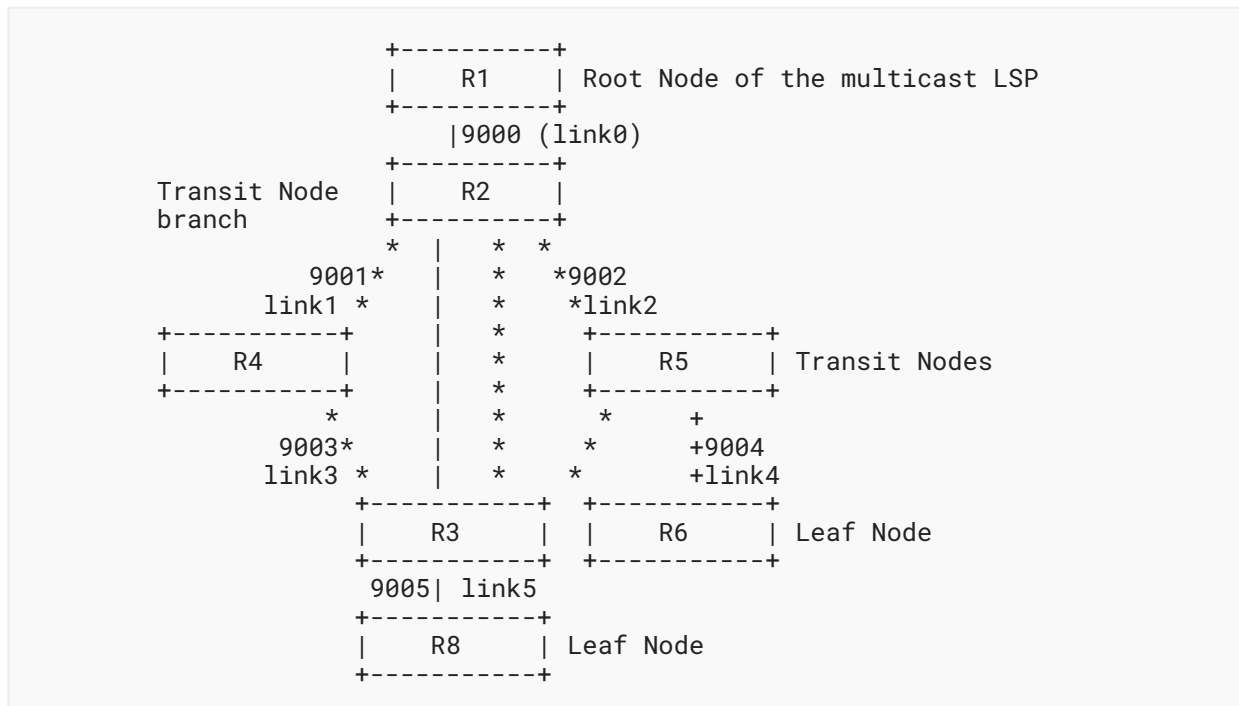 +----------+
| R1 | Root Node of the multicast LSP
+----------+
|9000 (link0)
+----------+
Transit Node | R2 |
branch +----------+
* | * *
9001* | * *9002
link1 * | * *link2
+-----------+ | * +-----------+
| R4 | | * | R5 | Transit Nodes
+-----------+ | * +-----------+
* | * * +
9003* | * * +9004
link3 * | * * +link4
+-----------+ +-----------+
| R3 | | R6 | Leaf Node
+-----------+ +-----------+
9005| link5
+-----------+
| R8 | Leaf Node
+-----------+